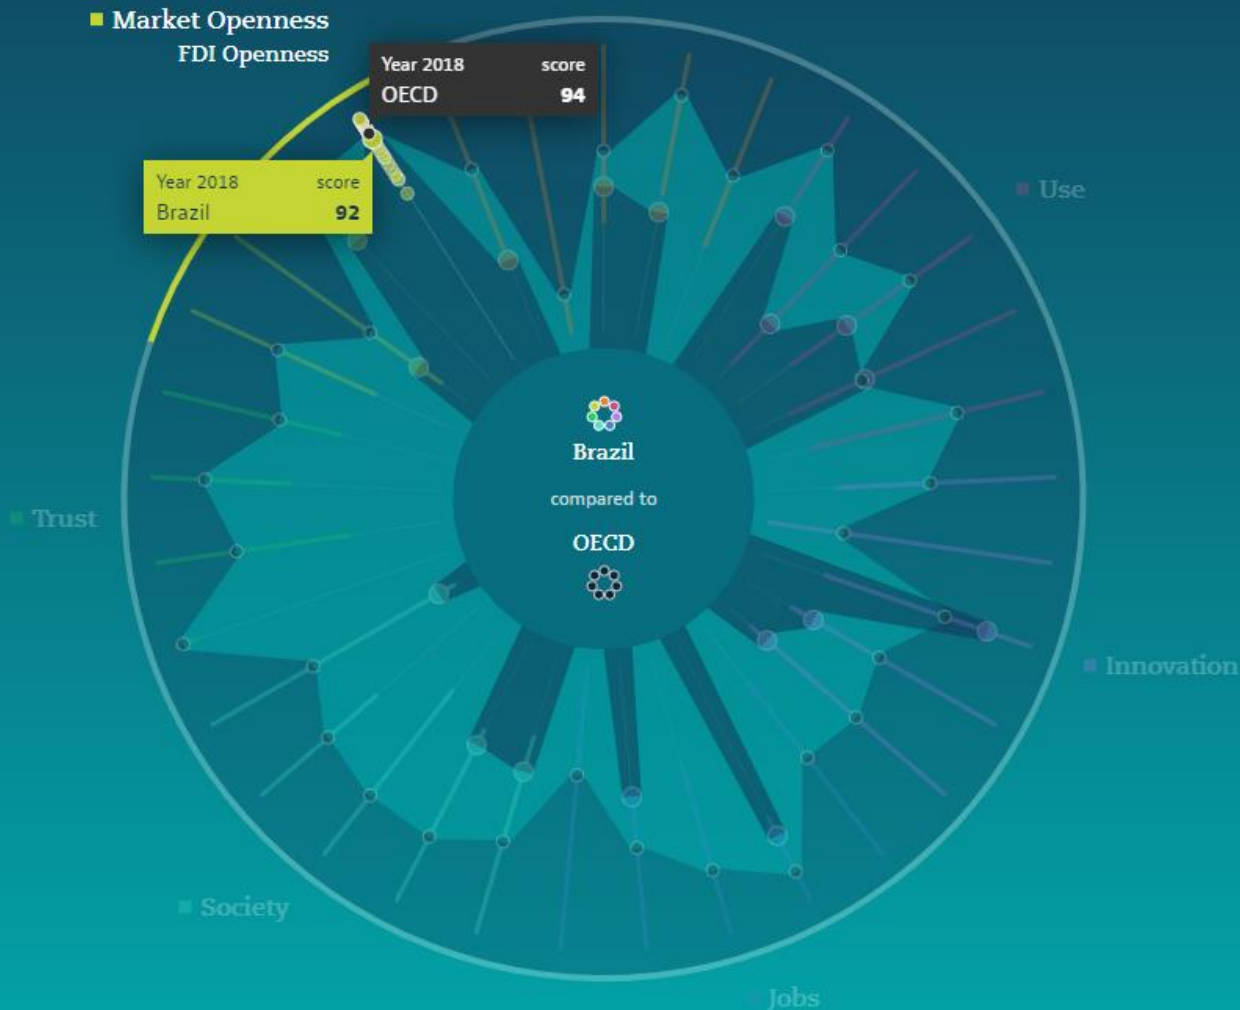 Market Openness
FDI Openness
Year 2018 score
OECD 94
Year 2018 score
Brazil 92
Use
Brazil
compared to
OECD
Trust
Innovation
Society
Jobs